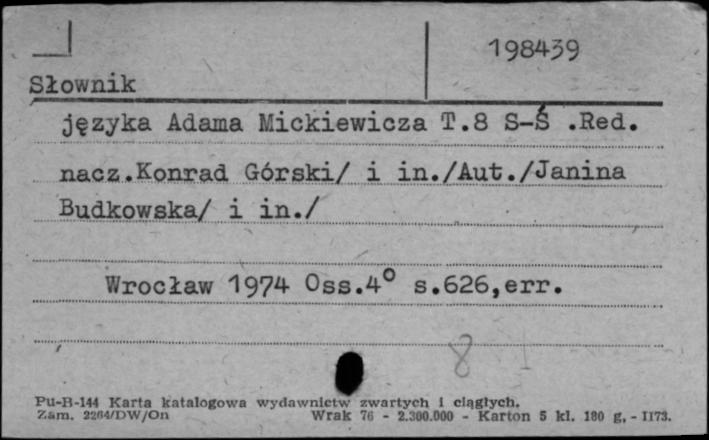 198439
Słownik
języka Adama Mickiewicza T.8 S-Ś .Red.
nacz.Konrad Górski/ i in./Aut./Janina
Budkowska/ i in./
Wrocław 1974 Oss.4° s.626,err.
8
Pu-B-144 Karta katalogowa wydawnictw zwartych i ciągłych.
Zam. 2264/DW/On Wrak 76 - 2.300.000 - Karton 5 kl. 180 g. - I173.